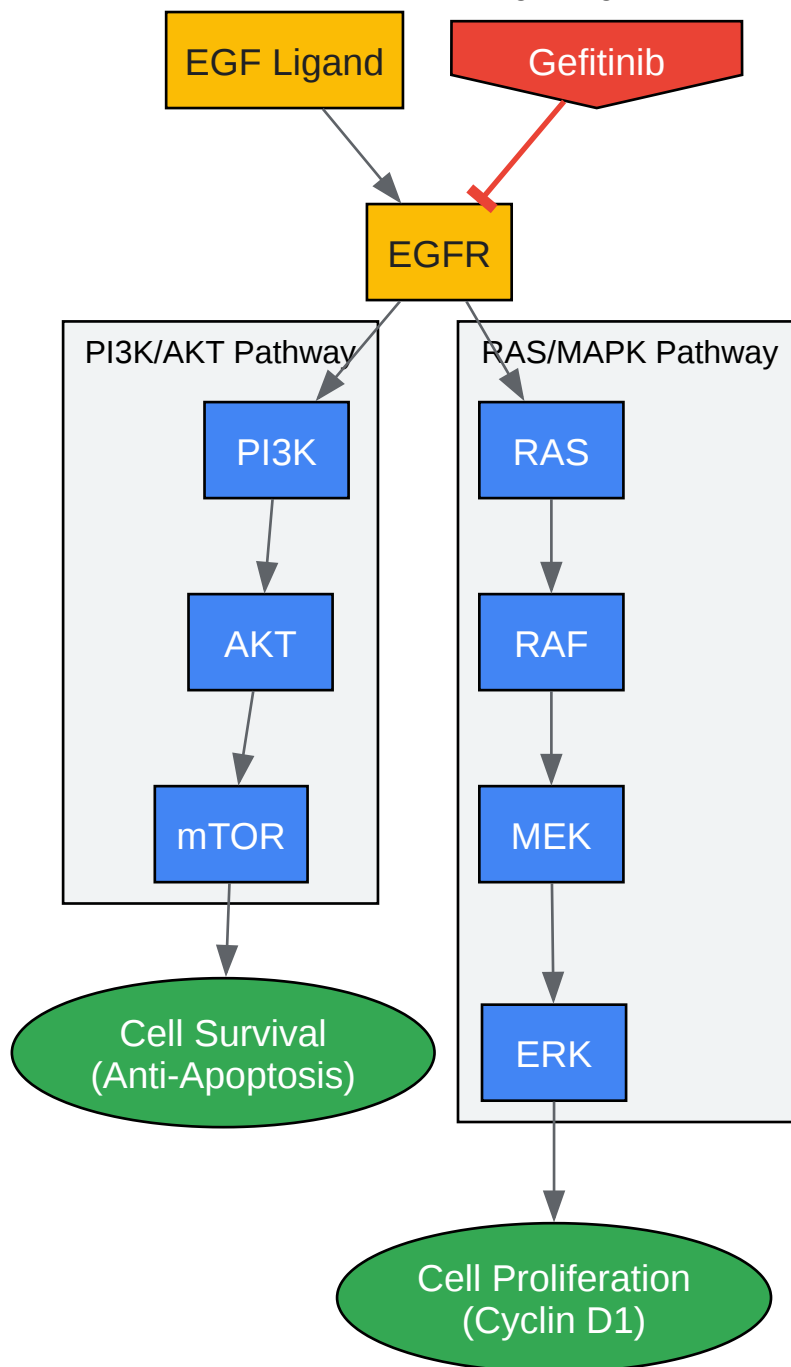 EGF Ligand
Gefitinib
EGFR
PI3K/AKT Pathway
RAS/MAPK Pathway
PI3K
RAS
AKT
RAF
mTOR
MEK
Cell Survival
(Anti-Apoptosis)
ERK
Cell Proliferation
(Cyclin D1)